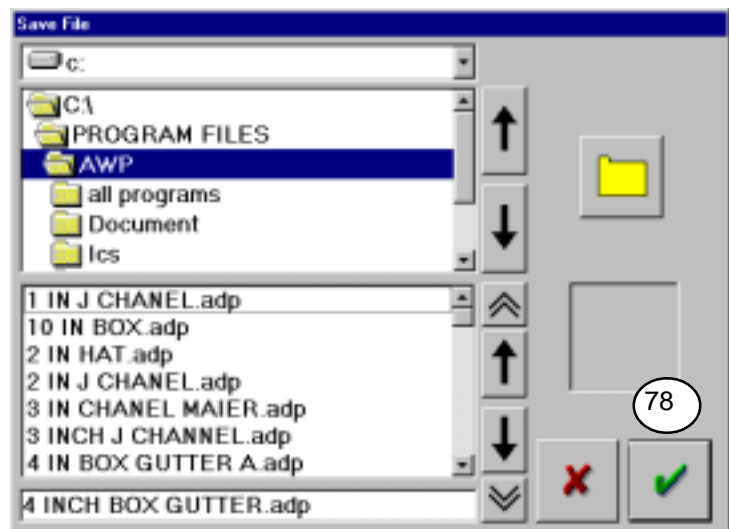 Save File
c:
C:\
PROGRAM FILES
AWP
all programs
Document
Ics
1 IN J CHANEL.adp
10 IN BOX.adp
2 IN HAT.adp
2 IN J CHANEL.adp
3 IN CHANEL MAIER.adp
3 INCH J CHANNEL.adp
4 IN BOX GUTTER A.adp
4 INCH BOX GUTTER.adp
78